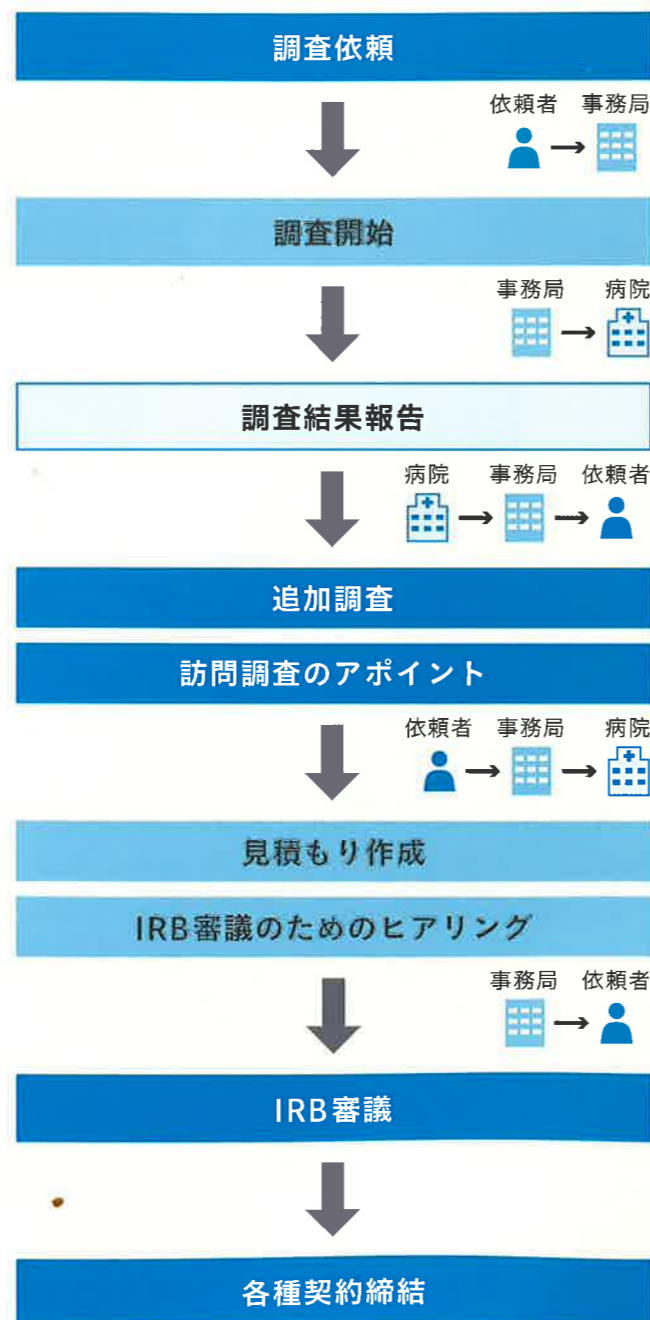 調査依頼
依頼者 事務局
調査開始
事務局 病院
調査結果報告
病院 事務局 依頼者
追加調査
訪問調査のアポイント
依頼者 事務局 病院
見積もり作成
IRB審議のためのヒアリング
事務局 依頼者
IRB審議
各種契約締結